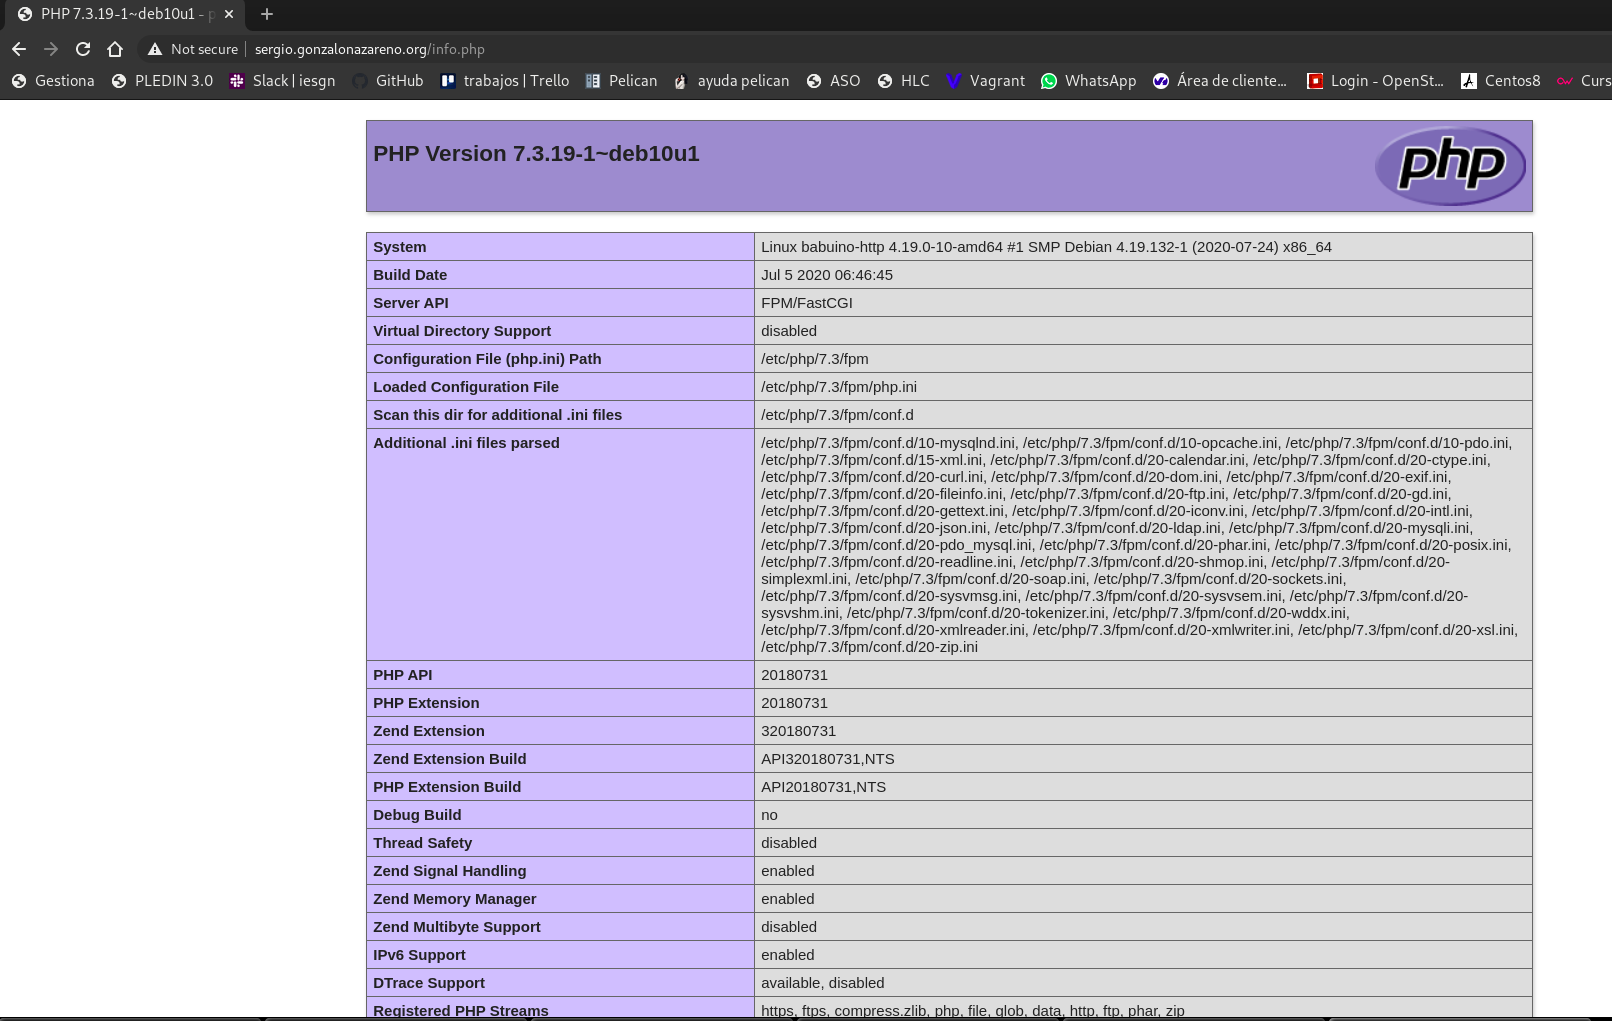 PHP 7.3.19-1~deb10u1 - p
Not secure | sergio.gonzalonazareno.org/info.php
Gestiona PLEDIN 3.0 Slack | iesgn GitHub trabajos | Trello Pelican ayuda pelican ASO HLC Vagrant WhatsApp Área de cliente... Login - OpenSt... Centos8 Curs
PHP Version 7.3.19-1~deb10u1
php
System Linux babuino-http 4.19.0-10-amd64 #1 SMP Debian 4.19.132-1 (2020-07-24) x86_64
Build Date Jul 5 2020 06:46:45
Server API FPM/FastCGI
Virtual Directory Support disabled
Configuration File (php.ini) Path /etc/php/7.3/fpm
Loaded Configuration File /etc/php/7.3/fpm/php.ini
Scan this dir for additional .ini files /etc/php/7.3/fpm/conf.d
Additional .ini files parsed /etc/php/7.3/fpm/conf.d/10-mysqlnd.ini, /etc/php/7.3/fpm/conf.d/10-opcache.ini, /etc/php/7.3/fpm/conf.d/10-pdo.ini,
/etc/php/7.3/fpm/conf.d/15-xml.ini, /etc/php/7.3/fpm/conf.d/20-calendar.ini, /etc/php/7.3/fpm/conf.d/20-ctype.ini,
/etc/php/7.3/fpm/conf.d/20-curl.ini, /etc/php/7.3/fpm/conf.d/20-dom.ini, /etc/php/7.3/fpm/conf.d/20-exif.ini,
/etc/php/7.3/fpm/conf.d/20-fileinfo.ini, /etc/php/7.3/fpm/conf.d/20-ftp.ini, /etc/php/7.3/fpm/conf.d/20-gd.ini,
/etc/php/7.3/fpm/conf.d/20-gettext.ini, /etc/php/7.3/fpm/conf.d/20-iconv.ini, /etc/php/7.3/fpm/conf.d/20-intl.ini,
/etc/php/7.3/fpm/conf.d/20-json.ini, /etc/php/7.3/fpm/conf.d/20-ldap.ini, /etc/php/7.3/fpm/conf.d/20-mysqli.ini,
/etc/php/7.3/fpm/conf.d/20-pdo_mysql.ini, /etc/php/7.3/fpm/conf.d/20-phar.ini, /etc/php/7.3/fpm/conf.d/20-posix.ini,
/etc/php/7.3/fpm/conf.d/20-readline.ini, /etc/php/7.3/fpm/conf.d/20-shmop.ini, /etc/php/7.3/fpm/conf.d/20-
simplexml.ini, /etc/php/7.3/fpm/conf.d/20-soap.ini, /etc/php/7.3/fpm/conf.d/20-sockets.ini,
/etc/php/7.3/fpm/conf.d/20-sysvmsg.ini, /etc/php/7.3/fpm/conf.d/20-sysvsem.ini, /etc/php/7.3/fpm/conf.d/20-
sysvshm.ini, /etc/php/7.3/fpm/conf.d/20-tokenizer.ini, /etc/php/7.3/fpm/conf.d/20-wddx.ini,
/etc/php/7.3/fpm/conf.d/20-xmlreader.ini, /etc/php/7.3/fpm/conf.d/20-xmlwriter.ini, /etc/php/7.3/fpm/conf.d/20-xsl.ini,
/etc/php/7.3/fpm/conf.d/20-zip.ini
PHP API 20180731
PHP Extension 20180731
Zend Extension 320180731
Zend Extension Build API320180731,NTS
PHP Extension Build API20180731,NTS
Debug Build no
Thread Safety disabled
Zend Signal Handling enabled
Zend Memory Manager enabled
Zend Multibyte Support disabled
IPv6 Support enabled
DTrace Support available, disabled
Registered PHP Streams https, ftps, compress.zlib, php, file, glob, data, http, ftp, phar, zip